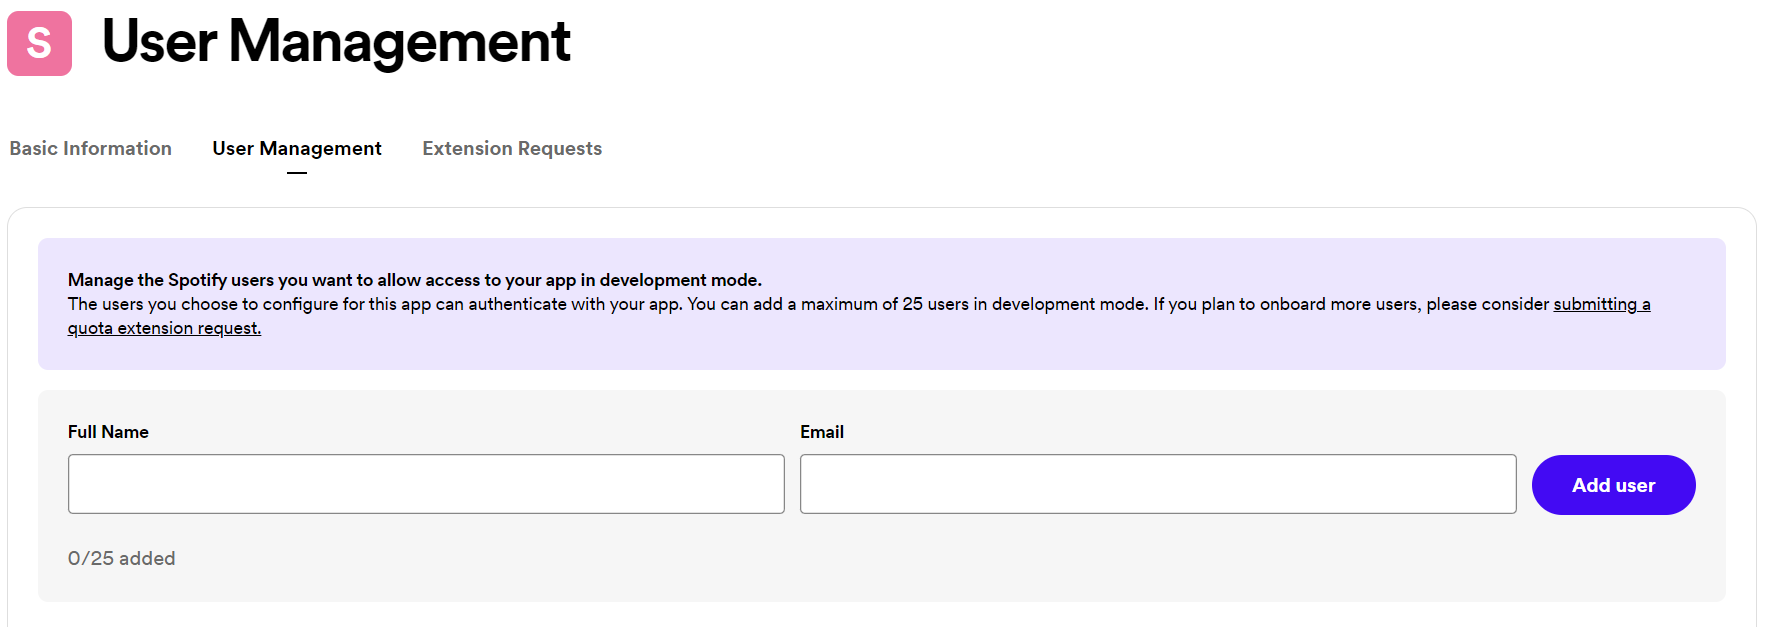 S
User Management
Basic Information
User Management
Extension Requests
Manage the Spotify users you want to allow access to your app in development mode.
The users you choose to configure for this app can authenticate with your app. You can add a maximum of 25 users in development mode. If you plan to onboard more users, please consider submitting a
quota extension request.
Full Name
Email
Add user
0/25 added